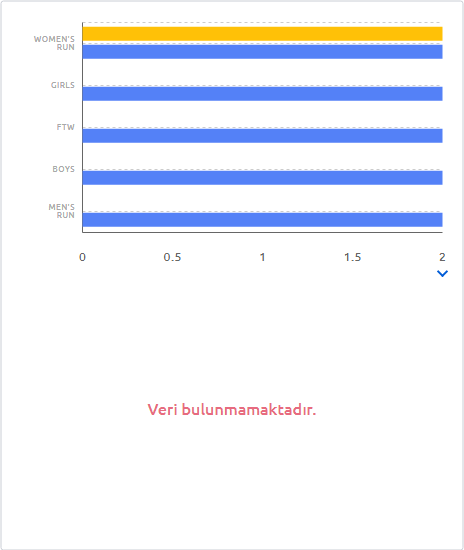 WOMEN'S
RUN
GIRLS
FTW
BOYS
MEN'S
RUN
0 0.5 1 1.5 2
Veri bulunmamaktadır.